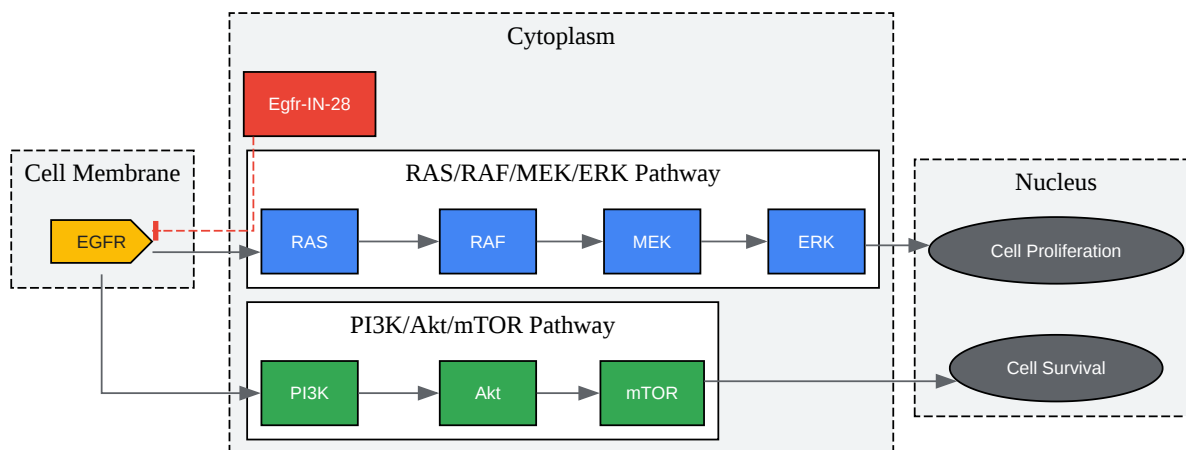 Cytoplasm
Egfr-IN-28
Cell Membrane
EGFR
RAS/RAF/MEK/ERK Pathway
RAS
RAF
MEK
ERK
Nucleus
Cell Proliferation
PI3K/Akt/mTOR Pathway
PI3K
Akt
mTOR
Cell Survival